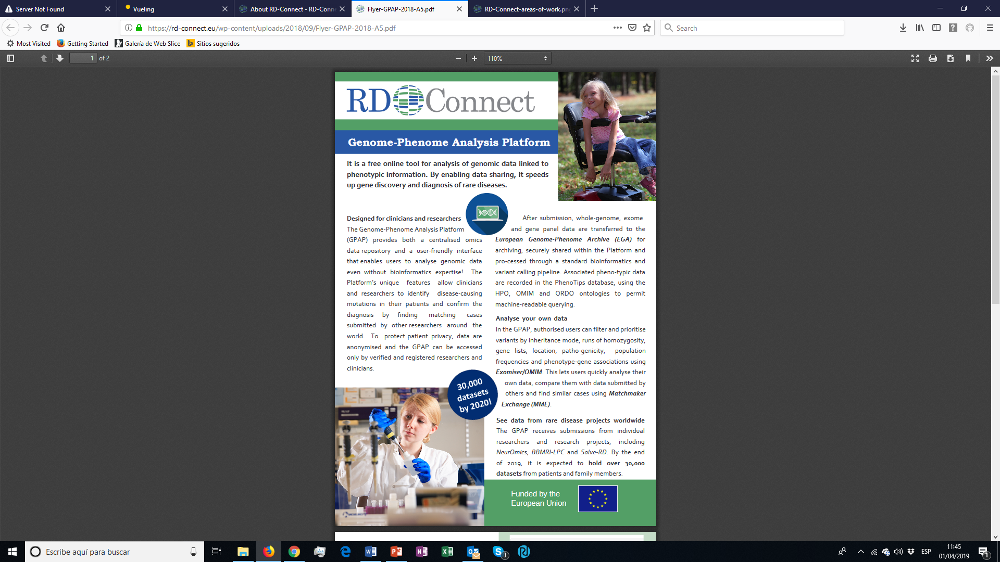 Server Not Found
Vueling
About RD-Connect - RD-Conn
Flyer-GPAP-2018-A5.pdf
RD-Connect-areas-of-work.png
https://rd-connect.eu/wp-content/uploads/2018/09/Flyer-GPAP-2018-A5.pdf
Search
Most Visited
Getting Started
Galería de Web Slice
Sitios sugeridos
1 of 2
110%
RD Connect
Genome-Phenome Analysis Platform
It is a free online tool for analysis of genomic data linked to
phenotypic information. By enabling data sharing, it speeds
up gene discovery and diagnosis of rare diseases.
Designed for clinicians and researchers
The Genome-Phenome Analysis Platform
(GPAP) provides both a centralised omics
data repository and a user-friendly interface
that enables users to analyse genomic data
even without bioinformatics expertise! The
Platform's unique features allow clinicians
and researchers to identify disease-causing
mutations in their patients and confirm the
diagnosis by finding matching cases
submitted by other researchers around the
world. To protect patient privacy, data are
anonymised and the GPAP can be accessed
only by verified and registered researchers and
clinicians.
After submission, whole-genome, exome
and gene panel data are transferred to the
European Genome-Phenome Archive (EGA) for
archiving, securely shared within the Platform and
pro-cessed through a standard bioinformatics and
variant calling pipeline. Associated pheno-typic data
are recorded in the PhenoTips database, using the
HPO, OMIM and ORDO ontologies to permit
machine-readable querying.
Analyse your own data
In the GPAP, authorised users can filter and prioritise
variants by inheritance mode, runs of homozygosity,
gene lists, location, patho-genicity, population
frequencies and phenotype-gene associations using
Exomiser/OMIM. This lets users quickly analyse their
own data, compare them with data submitted by
others and find similar cases using Matchmaker
Exchange (MME).
30,000
datasets
by 2020!
See data from rare disease projects worldwide
The GPAP receives submissions from individual
researchers and research projects, including
NeurOmics, BBMRI-LPC and Solve-RD. By the end
of 2019, it is expected to hold over 30,000
datasets from patients and family members.
Funded by the
European Union
Escribe aquí para buscar
3
ESP
11:45
01/04/2019
1